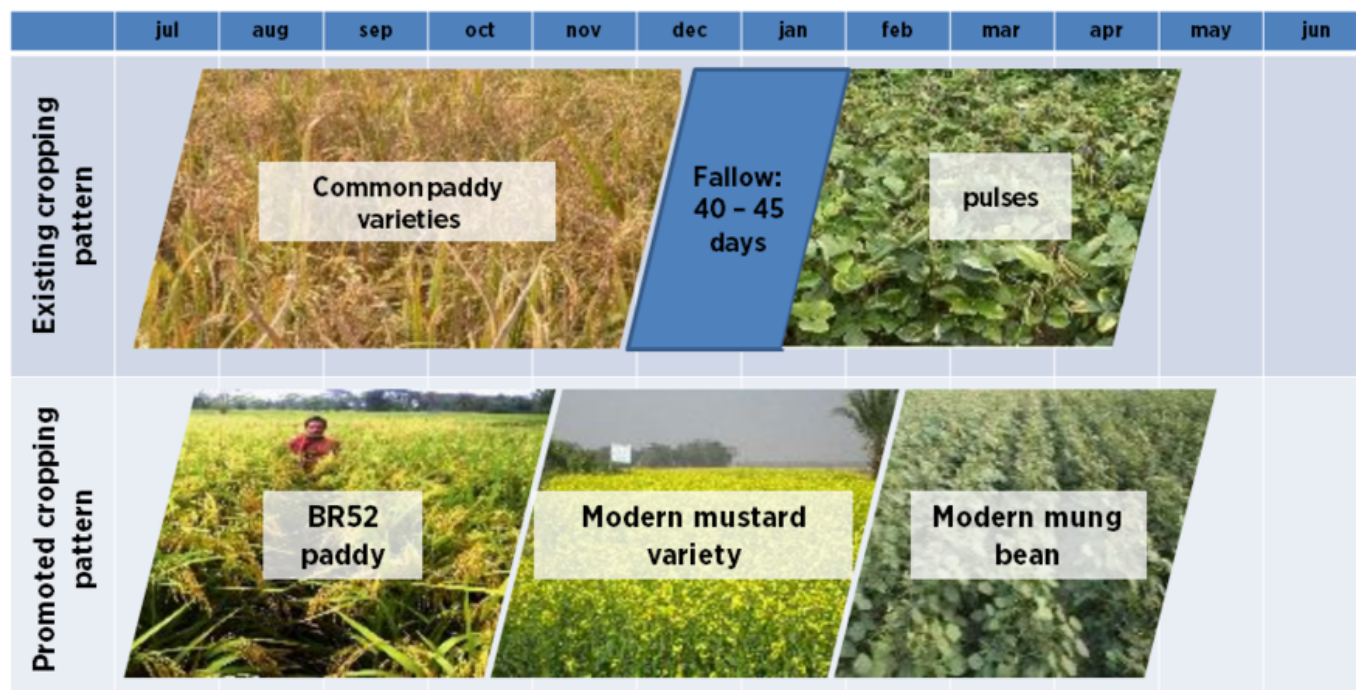 jul aug sep oct nov dec jan feb mar apr may jun
Existing cropping
pattern
Common paddy
varieties
Fallow:
40 – 45
days
pulses
Promoted cropping
pattern
BR52
paddy
Modern mustard
variety
Modern mung
bean